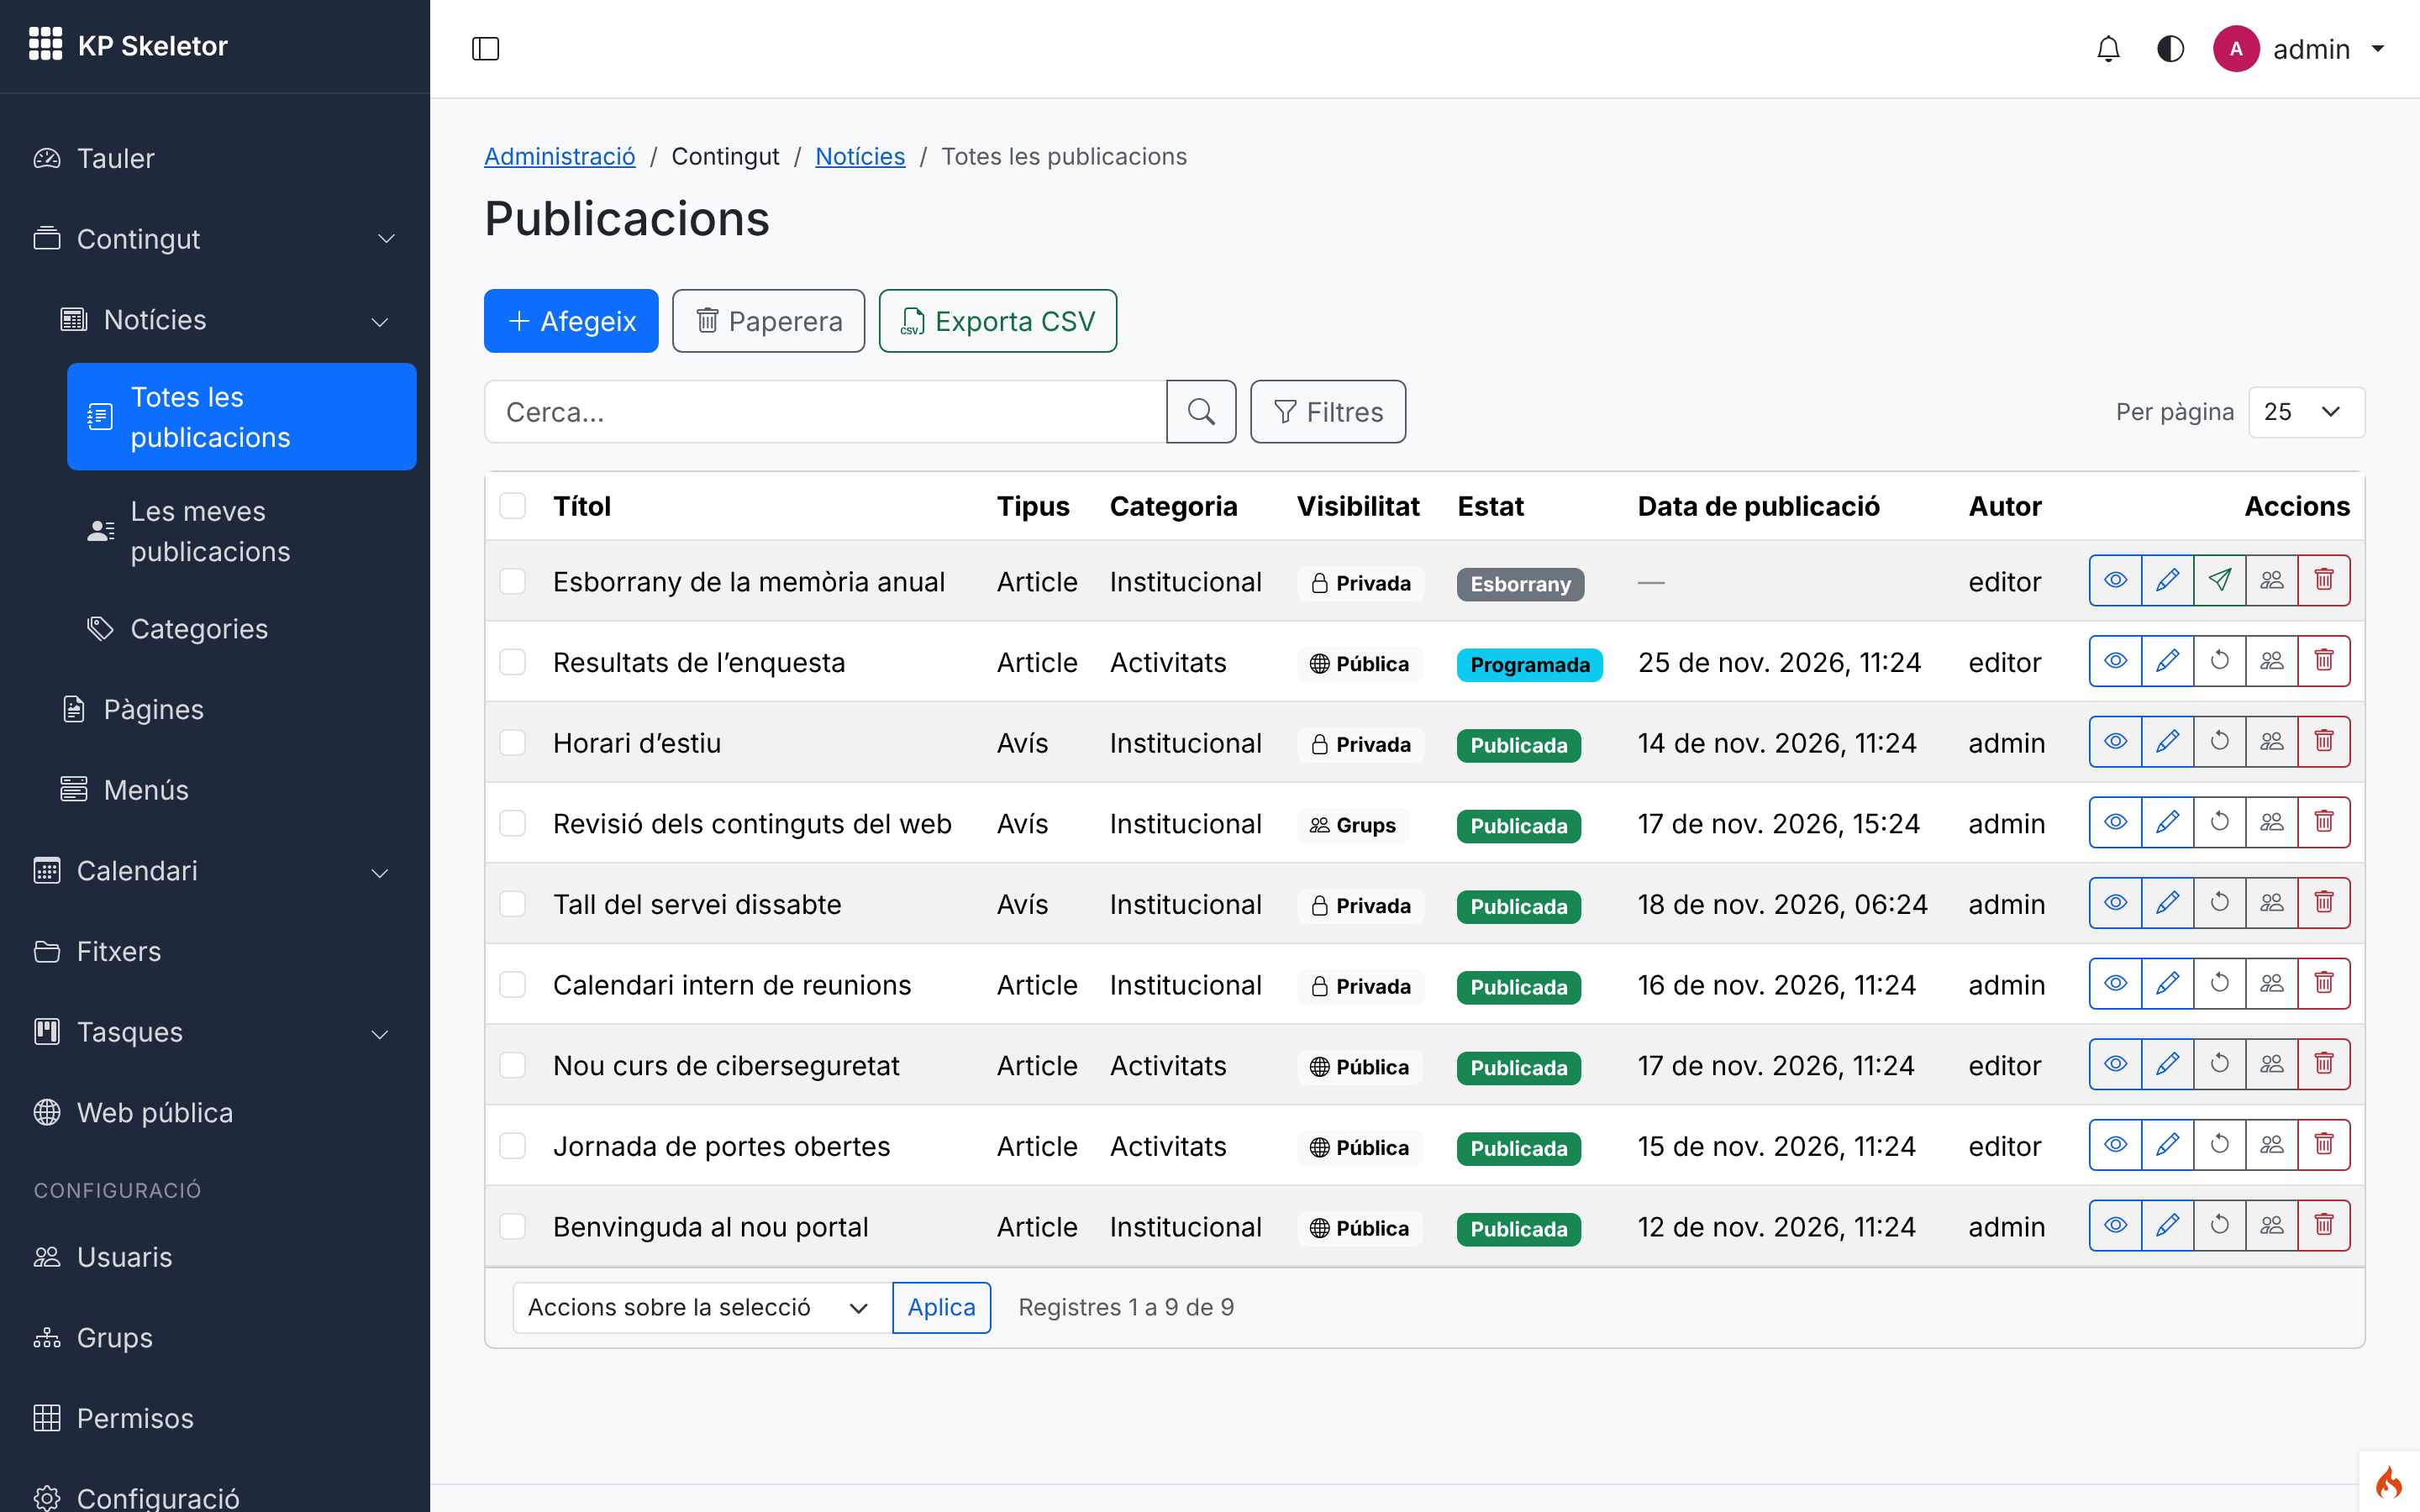 KP Skeletor
A admin
Tauler
Contingut
Notícies
Totes les
publicacions
Les meves
publicacions
Categories
Pàgines
Menús
Calendari
Fitxers
Tasques
Web pública
CONFIGURACIÓ
Usuaris
Grups
Permisos
Configuració
Administració / Contingut / Notícies / Totes les publicacions
Publicacions
Afegeix Paperera CSV Exporta CSV
Cerca... Filtres Per pàgina 25
Títol Tipus Categoria Visibilitat Estat Data de publicació Autor Accions
Esborrany de la memòria anual Article Institucional Privada Esborrany — editor
Resultats de l’enquesta Article Activitats Pública Programada 25 de nov. 2026, 11:24 editor
Horari d’estiu Avís Institucional Privada Publicada 14 de nov. 2026, 11:24 admin
Revisió dels continguts del web Avís Institucional Grups Publicada 17 de nov. 2026, 15:24 admin
Tall del servei dissabte Avís Institucional Privada Publicada 18 de nov. 2026, 06:24 admin
Calendari intern de reunions Article Institucional Privada Publicada 16 de nov. 2026, 11:24 admin
Nou curs de ciberseguretat Article Activitats Pública Publicada 17 de nov. 2026, 11:24 editor
Jornada de portes obertes Article Activitats Pública Publicada 15 de nov. 2026, 11:24 editor
Benvinguda al nou portal Article Institucional Pública Publicada 12 de nov. 2026, 11:24 admin
Accions sobre la selecció Aplica Registres 1 a 9 de 9